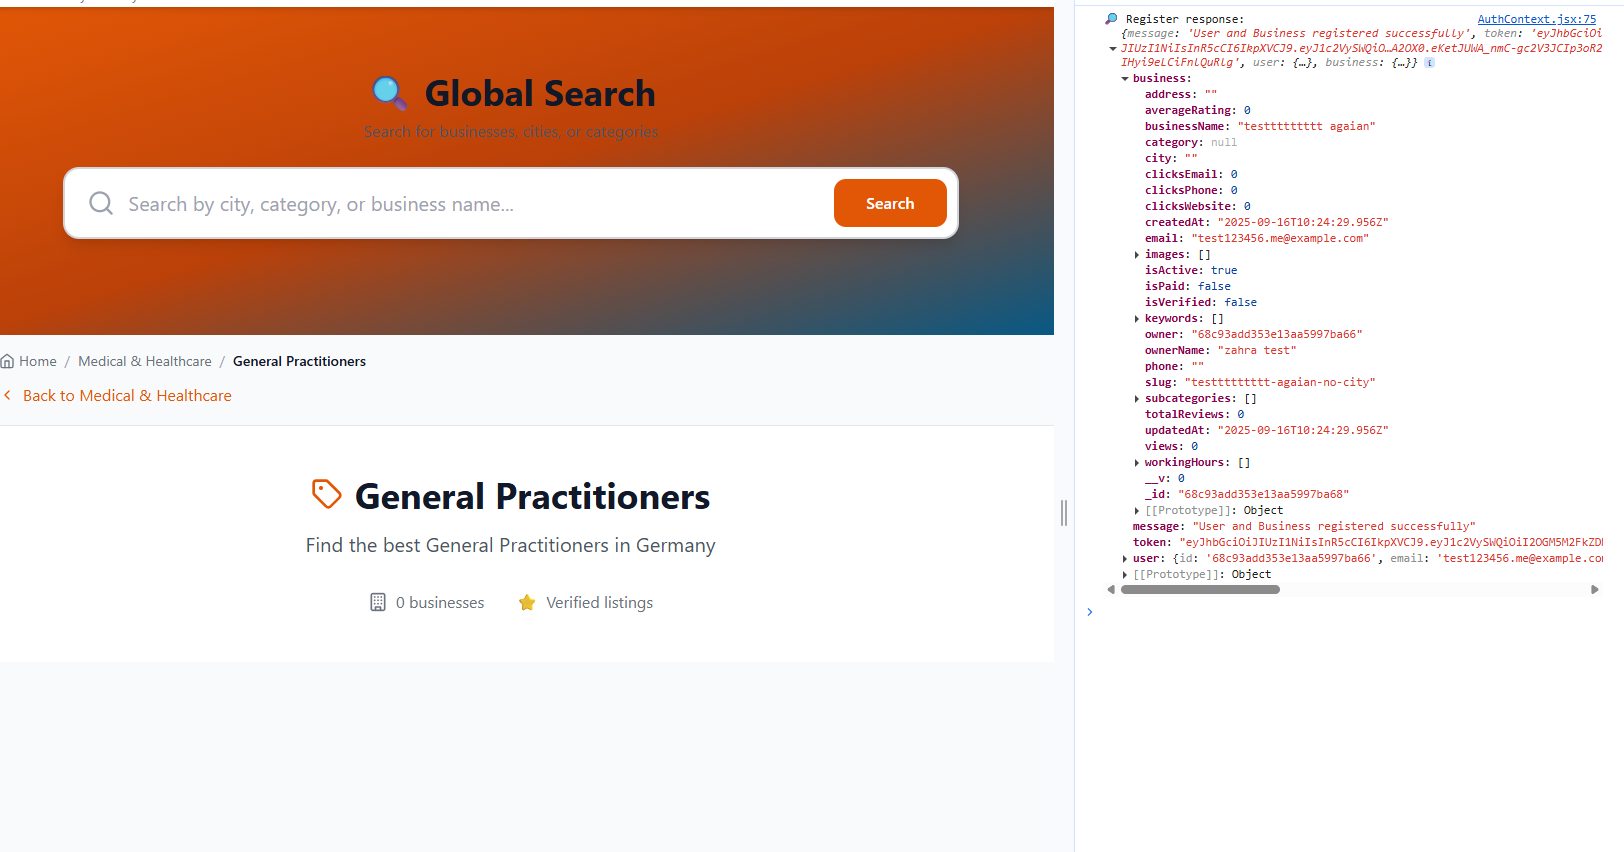 Global Search
Search for businesses, cities, or categories
Search by city, category, or business name...
Search
Home / Medical & Healthcare / General Practitioners
Back to Medical & Healthcare
General Practitioners
Find the best General Practitioners in Germany
0 businesses
Verified listings
Register response:
AuthContext.jsx:75
{message: 'User and Business registered successfully', token: 'eyJhbGciOi
JIUzI1NiIsInR5cCI6IkpXVCJ9.eyJ1c2VySWQiO…A2OX0.eKetJUWA_nmC-gc2V3JCIp3oR2
IHyi9eLCiFnlQuRlg', user: {…}, business: {…}}
business:
address: ""
averageRating: 0
businessName: "testtttttttt agaian"
category: null
city: ""
clicksEmail: 0
clicksPhone: 0
clicksWebsite: 0
createdAt: "2025-09-16T10:24:29.956Z"
email: "test123456.me@example.com"
images: []
isActive: true
isPaid: false
isVerified: false
keywords: []
owner: "68c93add353e13aa5997ba66"
ownerName: "zahra test"
phone: ""
slug: "testtttttttt-agaian-no-city"
subcategories: []
totalReviews: 0
updatedAt: "2025-09-16T10:24:29.956Z"
views: 0
workingHours: []
__v: 0
_id: "68c93add353e13aa5997ba68"
[[Prototype]]: Object
message: "User and Business registered successfully"
token: "eyJhbGciOiJIUzI1NiIsInR5cCI6IkpXVCJ9.eyJ1c2VySWQiOiI2OGM5M2FkZD
user: {id: '68c93add353e13aa5997ba66', email: 'test123456.me@example.co
[[Prototype]]: Object